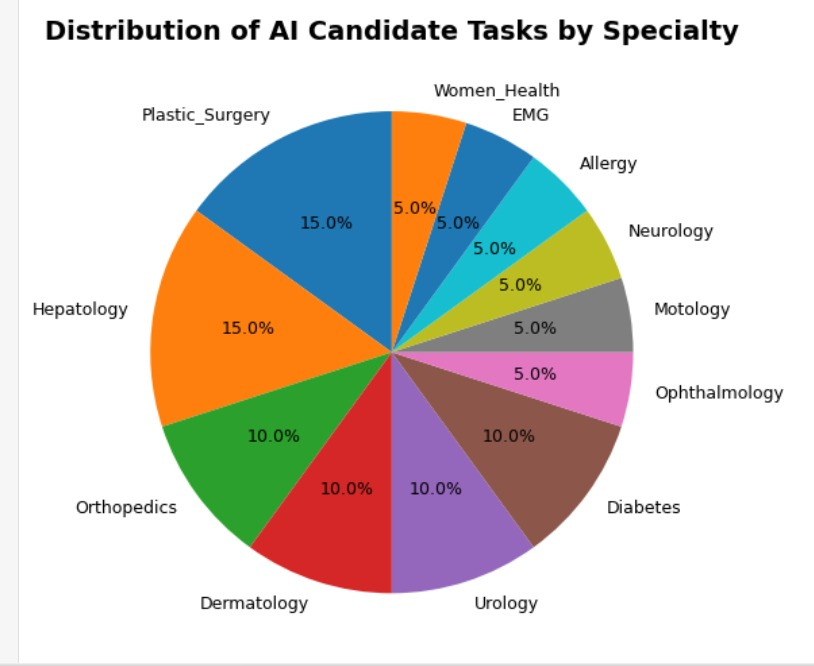 Distribution of AI Candidate Tasks by Specialty
Women_Health
Plastic_Surgery
EMG
Allergy
5.0%
15.0%
5.0%
Neurology
5.0%
5.0%
Hepatology
15.0%
5.0%
Motology
5.0%
Ophthalmology
10.0%
10.0%
10.0%
10.0%
Orthopedics
Diabetes
Dermatology
Urology